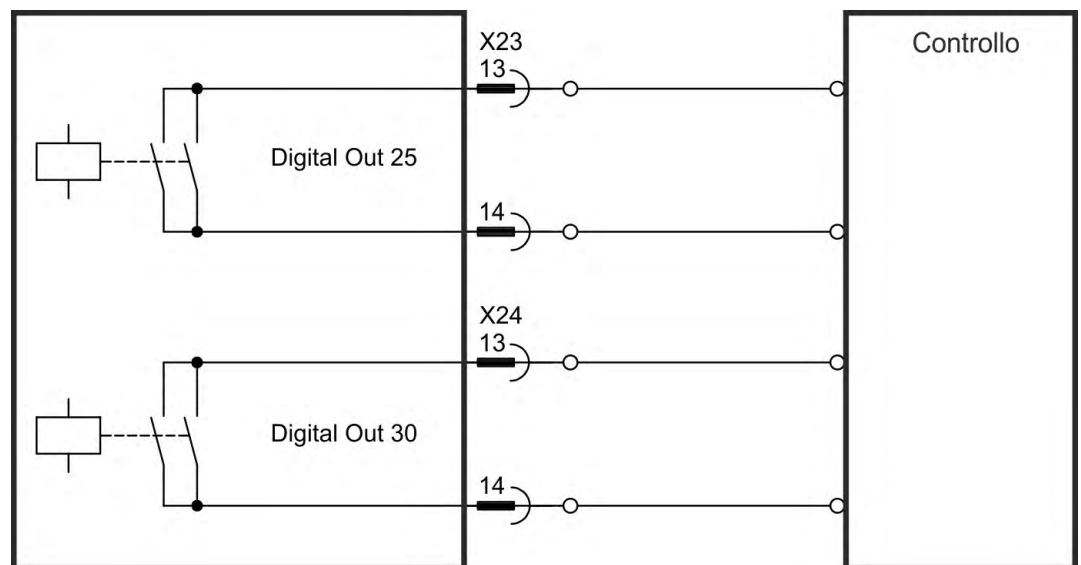 X23
Controllo
13
Digital Out 25
14
X24
13
Digital Out 30
14